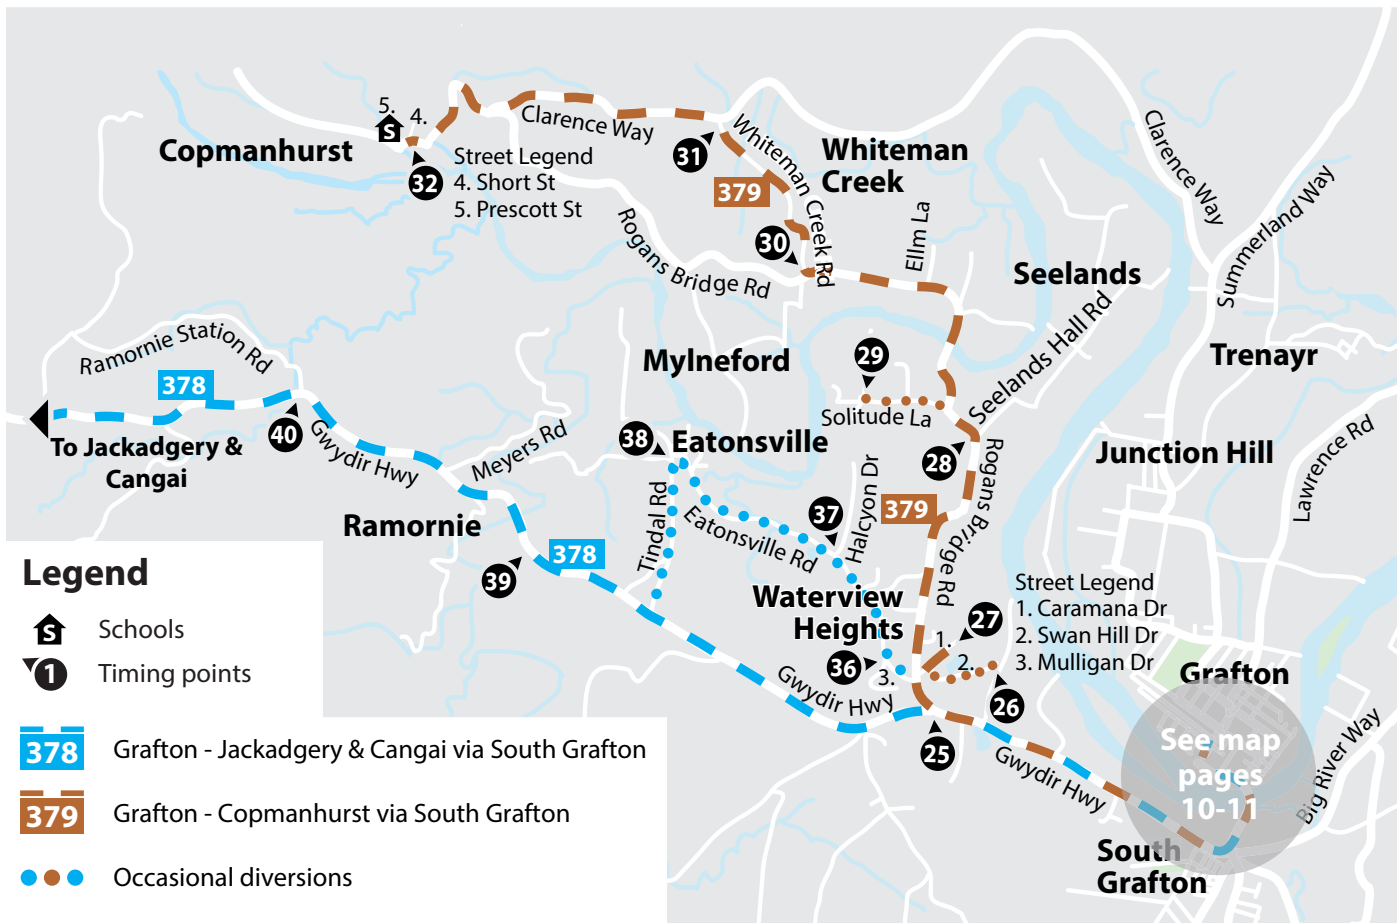 5.
4.
S
Copmanhurst
32
Street Legend
4. Short St
5. Prescott St
Clarence Way
31
Whiteman Creek Rd
Whiteman
Creek
379
30
Rogans Bridge Rd
Ellm La
Clarence Way
Summerland Way
Seelands
Seelands Hall Rd
Trenayr
Ramornie Station Rd
378
To Jackadgery &
Cangai
40
Gwydir Hwy
Meyers Rd
Mylneford
29
Solitude La
38
Eatonsville
28
Rogans Bridge Rd
Junction Hill
Lawrence Rd
Ramornie
39
378
Tindal Rd
Eatonsville Rd
37
Halcyon Dr
379
Waterview
Heights
36
3.
1.
2.
27
26
25
Street Legend
1. Caramana Dr
2. Swan Hill Dr
3. Mulligan Dr
Gwydir Hwy
Gwydir Hwy
Grafton
See map
pages
10-11
Big River Way
South
Grafton
Legend
S Schools
1 Timing points
378 Grafton - Jackadgery & Cangai via South Grafton
379 Grafton - Copmanhurst via South Grafton
Occasional diversions